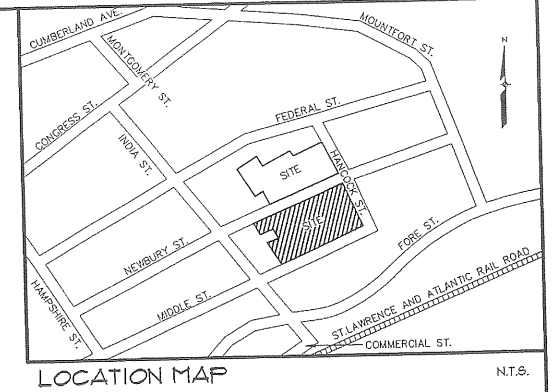 CUMBERLAND AVE.
MOUNTFORT ST.
MONTGOMERY ST.
N
CONGRESS ST.
FEDERAL ST.
INDIA ST.
HANCOCK ST.
SITE
SITE
NEWBURY ST.
FORE ST.
HAMPSHIRE ST.
MIDDLE ST.
ST.LAWRENCE AND ATLANTIC RAIL ROAD
COMMERCIAL ST.
LOCATION MAP
N.T.S.